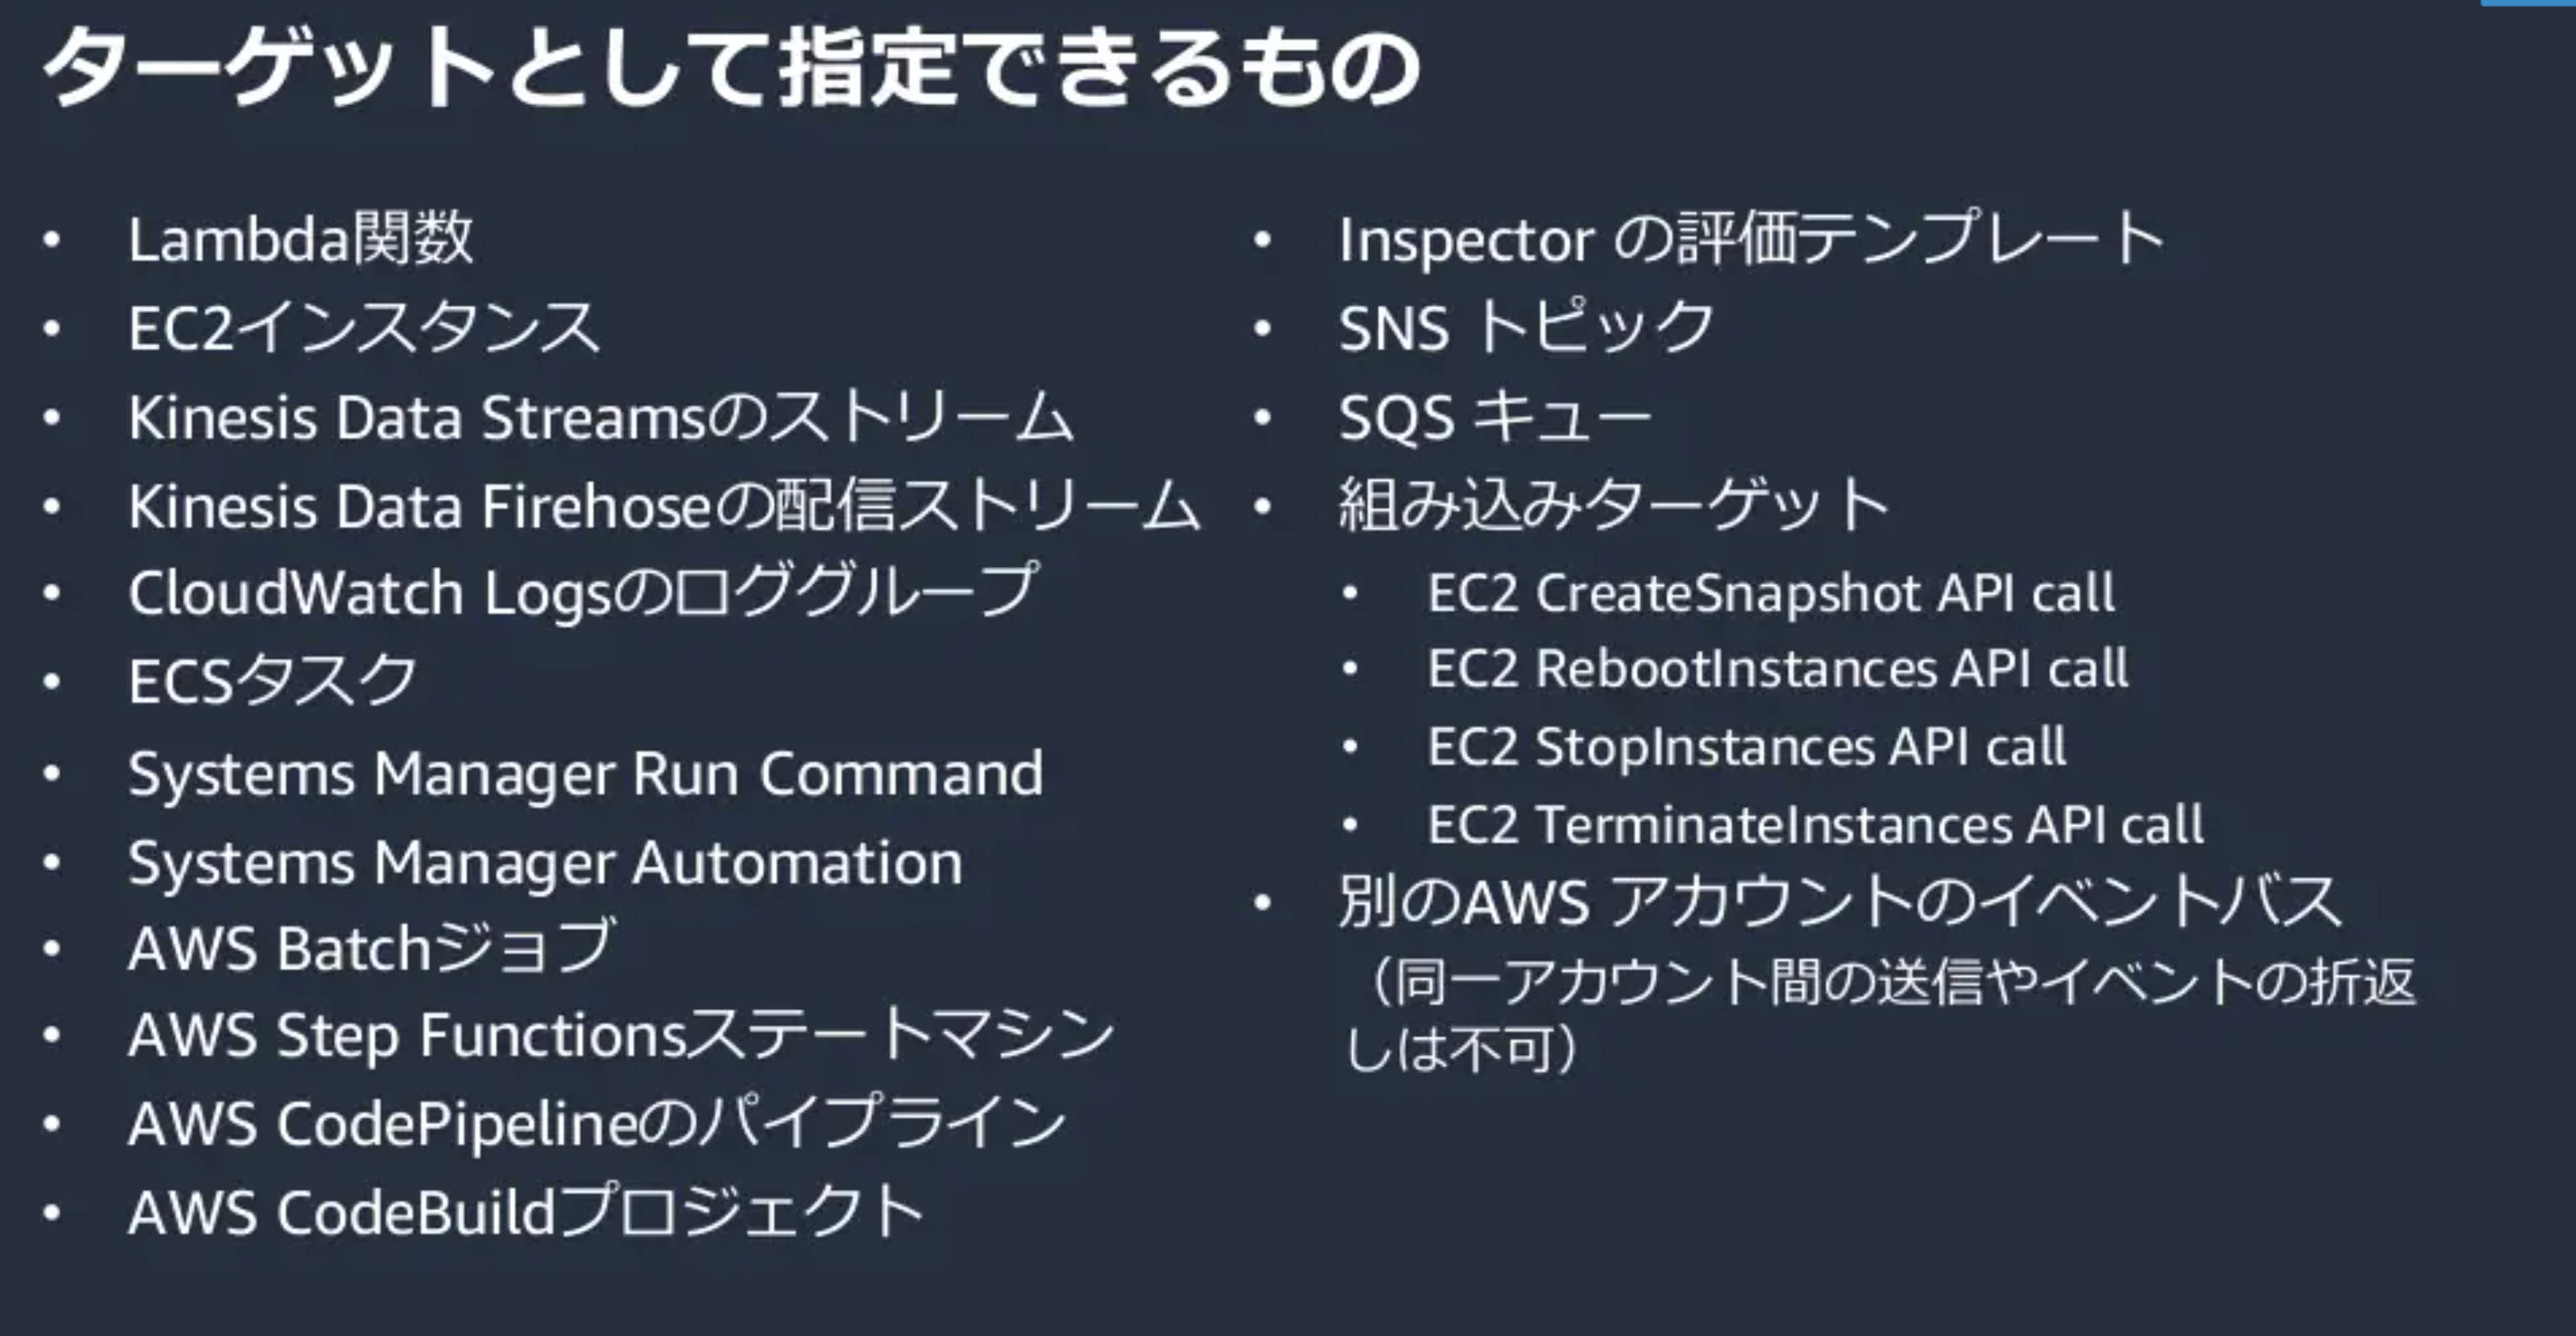 ターゲットとして指定できるもの
• Lambda関数
• EC2インスタンス
• Kinesis Data Streamsのストリーム
• Kinesis Data Firehoseの配信ストリーム
• CloudWatch Logsのロググループ
• ECSタスク
• Systems Manager Run Command
• Systems Manager Automation
• AWS Batchジョブ
• AWS Step Functionsステートマシン
• AWS CodePipelineのパイプライン
• AWS CodeBuildプロジェクト
• Inspector の評価テンプレート
• SNS トピック
• SQS キュー
• 組み込みターゲット
• EC2 CreateSnapshot API call
• EC2 RebootInstances API call
• EC2 StopInstances API call
• EC2 TerminateInstances API call
• 別のAWS アカウントのイベントバス
（同一アカウント間の送信やイベントの折返
しは不可）